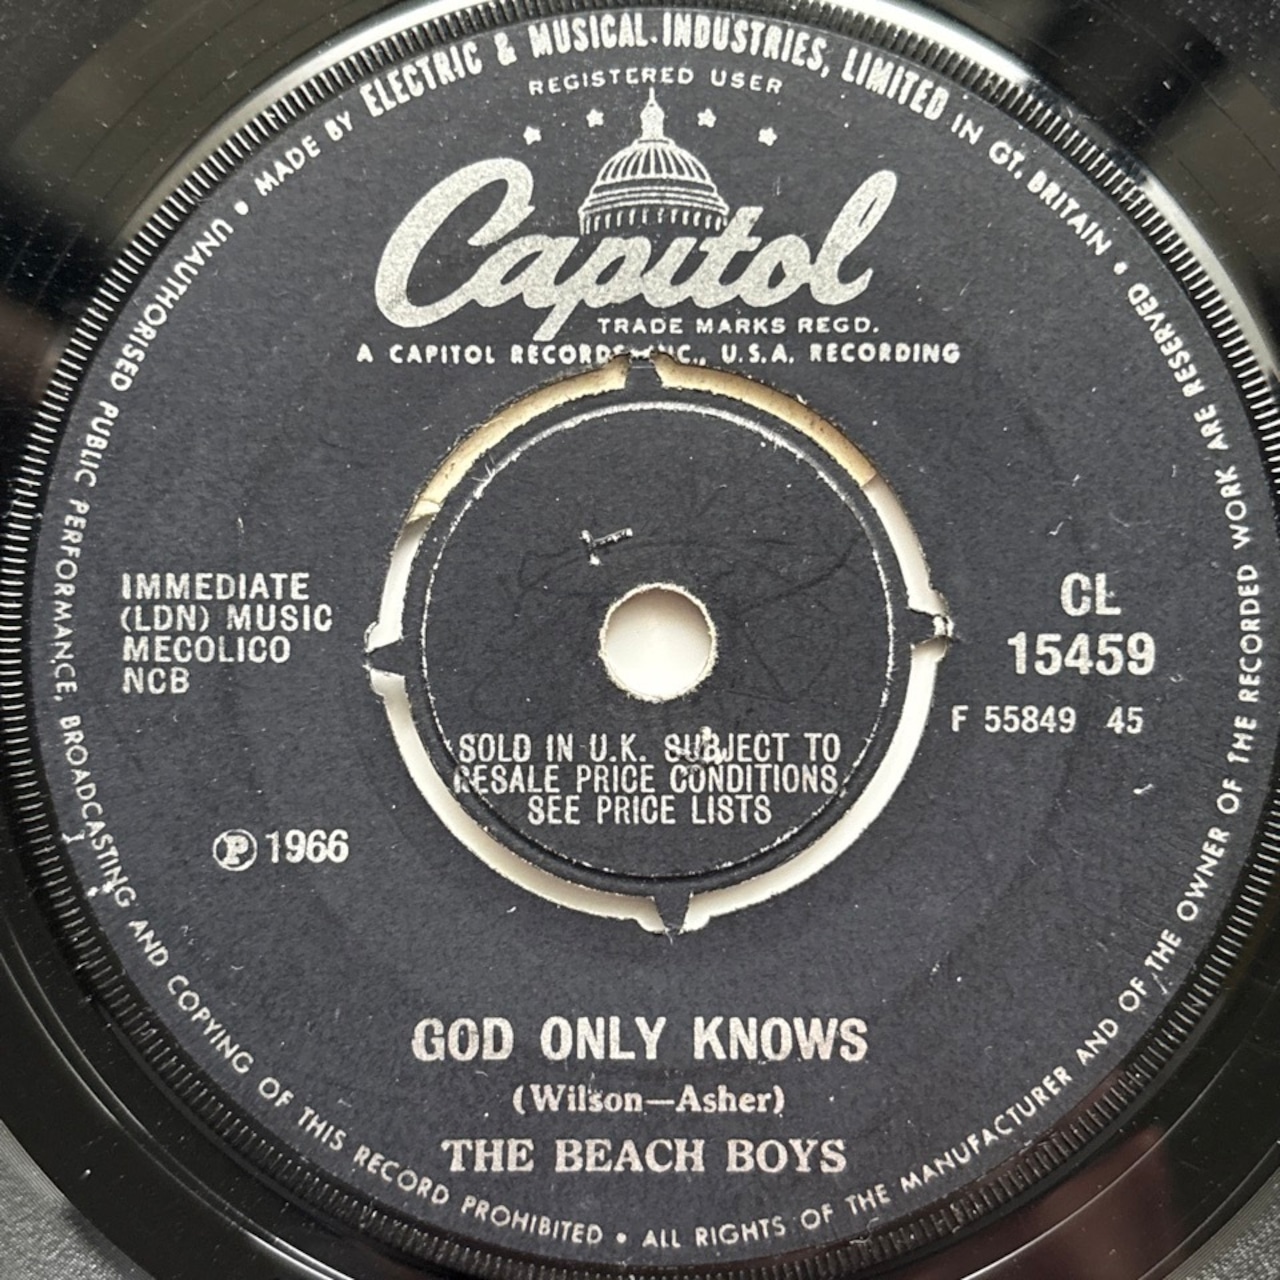 MADE BY ELECTRIC & MUSICAL INDUSTRIES, LIMITED IN GT. BRITAIN • ALL RIGHTS OF THE MANUFACTURER AND OF THE OWNER OF THE RECORDED WORK ARE RESERVED •
UNAUTHORISED PUBLIC PERFORMANCE, BROADCASTING AND COPYING OF THIS RECORD PROHIBITED •
REGISTERED USER
Capitol
TRADE MARKS REGD.
A CAPITOL RECORDS INC., U.S.A. RECORDING
IMMEDIATE
(LDN) MUSIC
MECOLICO
NCB
CL
15459
F 55849 45
SOLD IN U.K. SUBJECT TO
RESALE PRICE CONDITIONS,
SEE PRICE LISTS
℗ 1966
GOD ONLY KNOWS
(Wilson—Asher)
THE BEACH BOYS